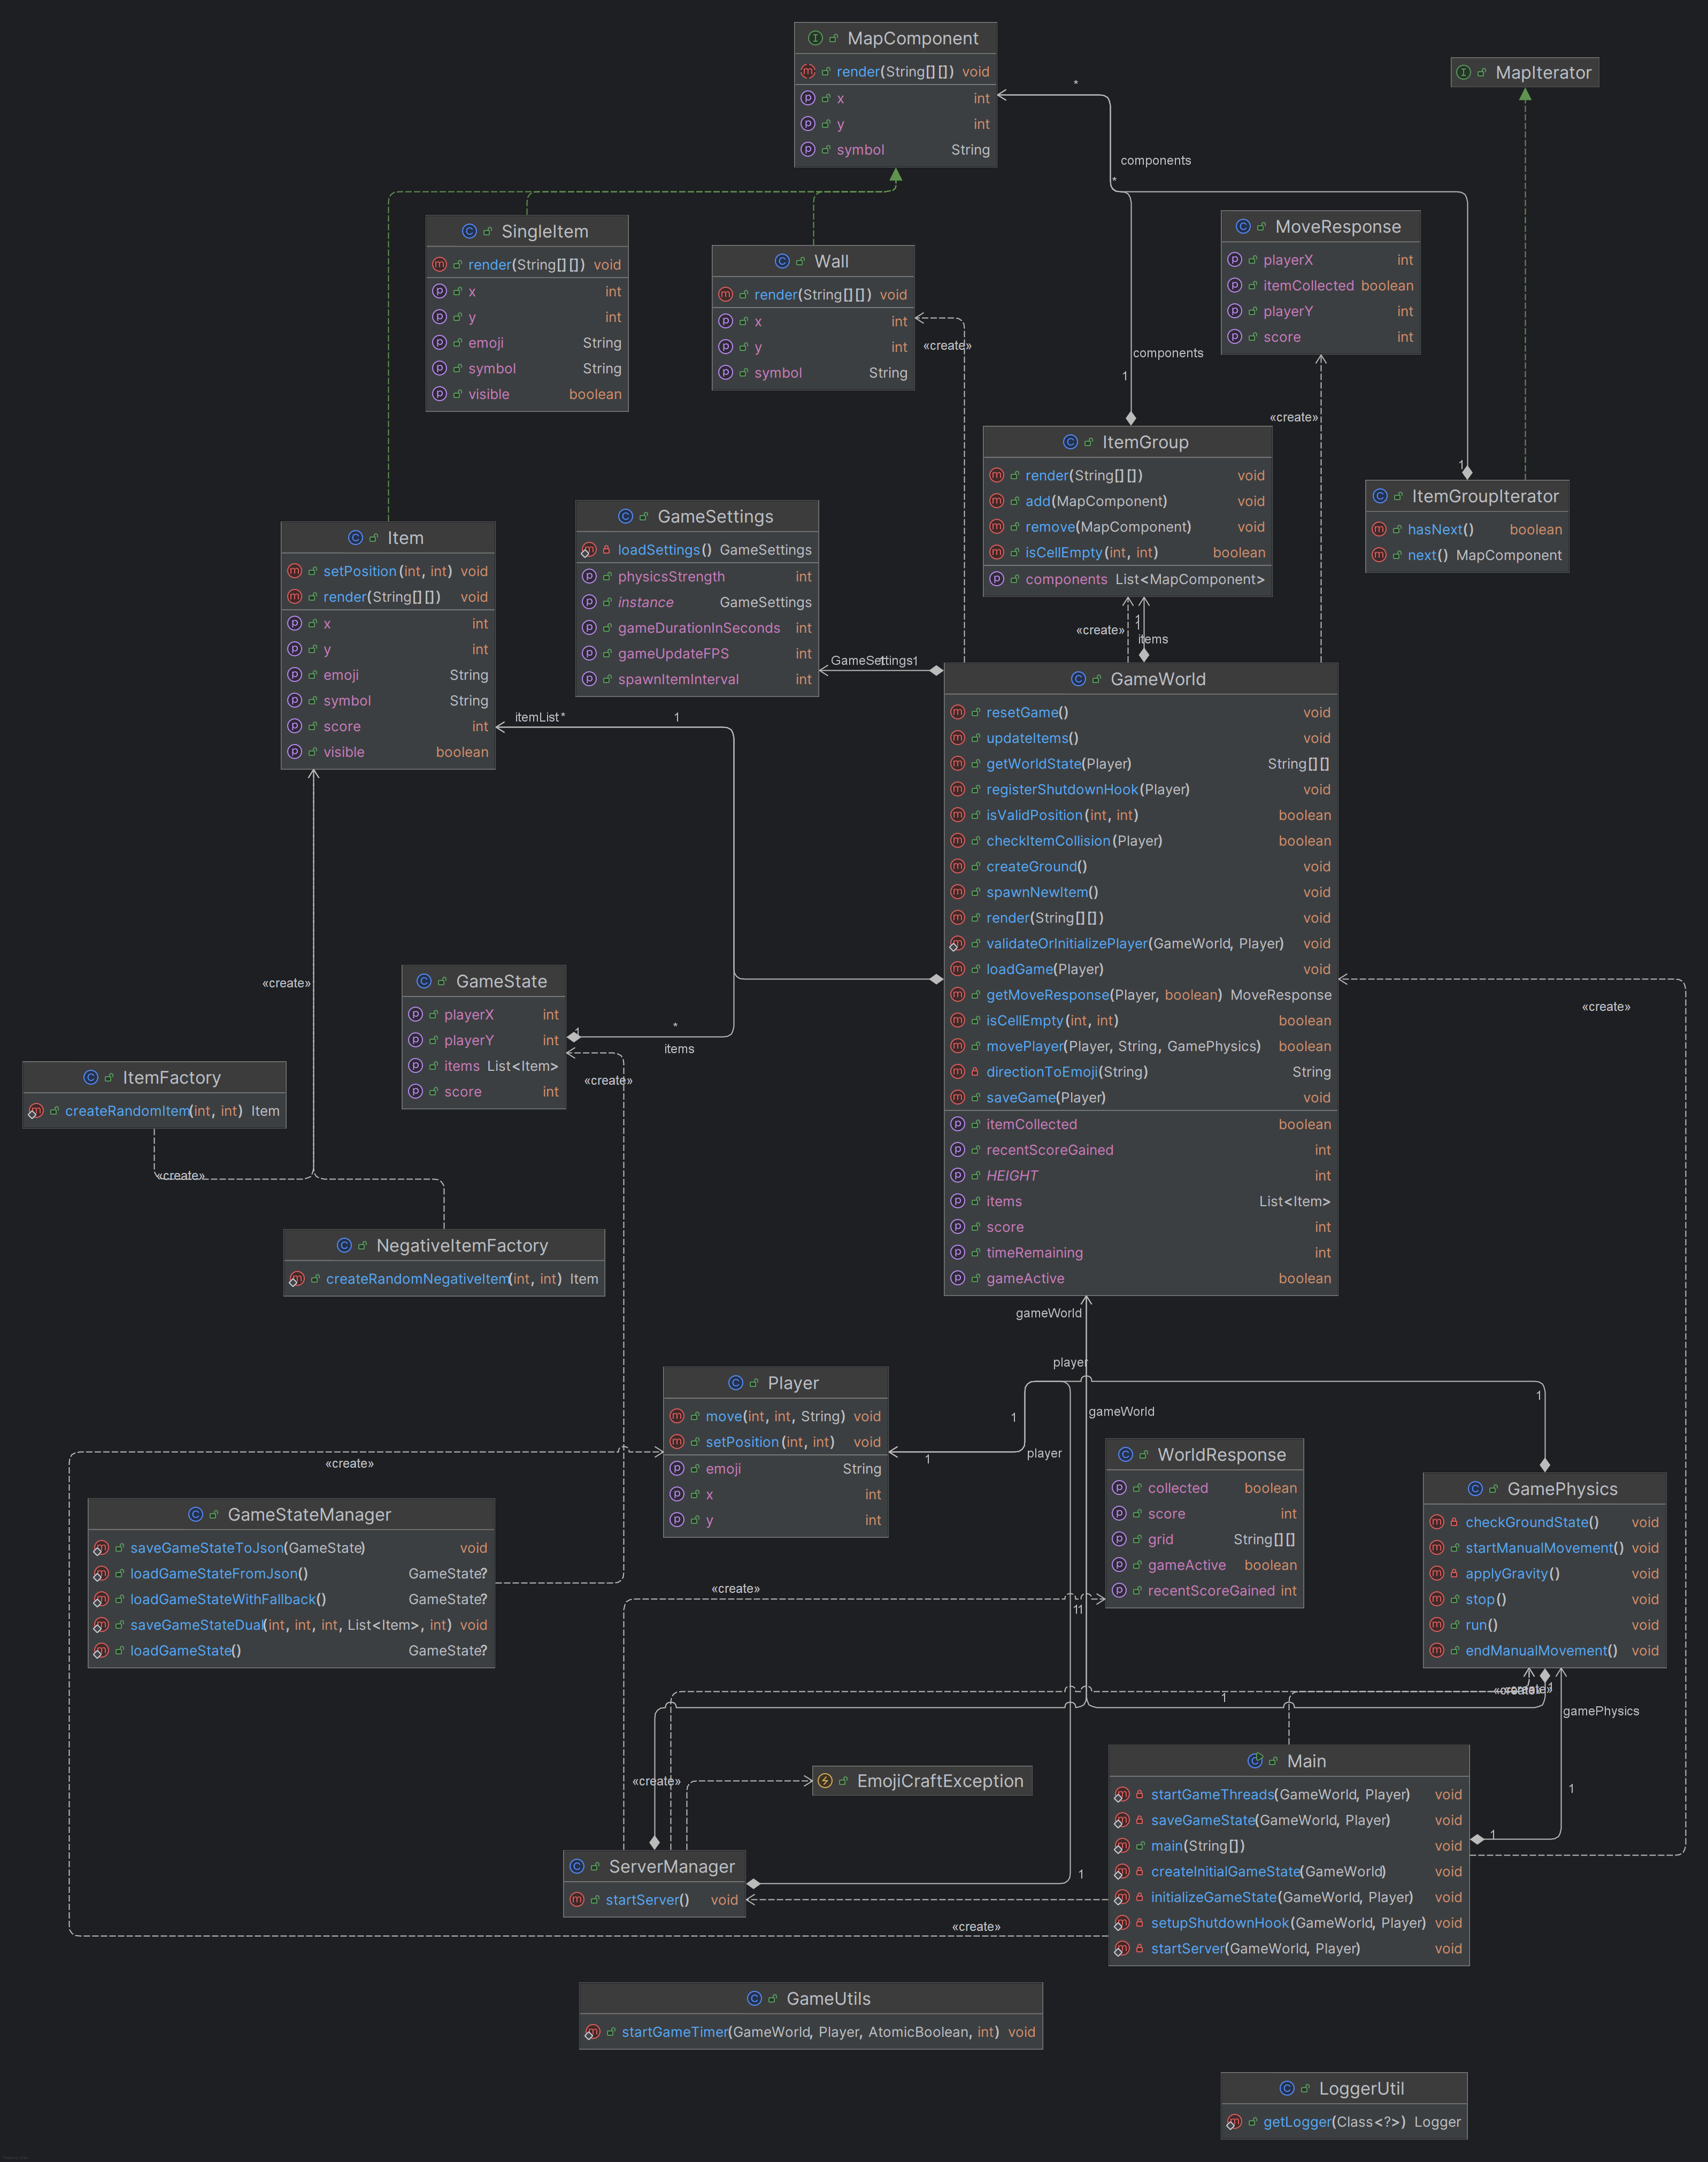 MapComponent
render(String[][]) void
x int
y int
symbol String
MapIterator
*
components
*
SingleItem
render(String[][]) void
x int
y int
emoji String
symbol String
visible boolean
Wall
render(String[][]) void
x int
y int
symbol String
«create»
MoveResponse
playerX int
itemCollected boolean
playerY int
score int
components
1
«create»
ItemGroup
render(String[][]) void
add(MapComponent) void
remove(MapComponent) void
isCellEmpty(int, int) boolean
components List<MapComponent>
1
ItemGroupIterator
hasNext() boolean
next() MapComponent
GameSettings
loadSettings() GameSettings
physicsStrength int
instance GameSettings
gameDurationInSeconds int
gameUpdateFPS int
spawnItemInterval int
Item
setPosition(int, int) void
render(String[][]) void
x int
y int
emoji String
symbol String
score int
visible boolean
1
«create»
items
GameSettings1
itemList*
1
GameWorld
resetGame() void
updateItems() void
getWorldState(Player) String[][]
registerShutdownHook(Player) void
isValidPosition(int, int) boolean
checkItemCollision(Player) boolean
createGround() void
spawnNewItem() void
render(String[][]) void
validateOrInitializePlayer(GameWorld, Player) void
loadGame(Player) void
getMoveResponse(Player, boolean) MoveResponse
isCellEmpty(int, int) boolean
movePlayer(Player, String, GamePhysics) boolean
directionToEmoji(String) String
saveGame(Player) void
itemCollected boolean
recentScoreGained int
HEIGHT int
items List<Item>
score int
timeRemaining int
gameActive boolean
«create»
GameState
playerX int
playerY int
items List<Item>
score int
1
*
items
«create»
«create»
ItemFactory
createRandomItem(int, int) Item
«create»
NegativeItemFactory
createRandomNegativeItem(int, int) Item
gameWorld
player
gameWorld
Player
move(int, int, String) void
setPosition(int, int) void
emoji String
x int
y int
1
1
player
1
«create»
WorldResponse
collected boolean
score int
grid String[][]
gameActive boolean
recentScoreGained int
GamePhysics
checkGroundState() void
startManualMovement() void
applyGravity() void
stop() void
run() void
endManualMovement() void
GameStateManager
saveGameStateToJson(GameState) void
loadGameStateFromJson() GameState?
loadGameStateWithFallback() GameState?
saveGameStateDual(int, int, int, List<Item>, int) void
loadGameState() GameState?
«create»
11
1
«create»
gamePhysics
Main
startGameThreads(GameWorld, Player) void
saveGameState(GameWorld, Player) void
main(String[]) void
createInitialGameState(GameWorld) void
initializeGameState(GameWorld, Player) void
setupShutdownHook(GameWorld, Player) void
startServer(GameWorld, Player) void
1
1
EmojiCraftException
«create»
ServerManager
startServer() void
1
«create»
GameUtils
startGameTimer(GameWorld, Player, AtomicBoolean, int) void
LoggerUtil
getLogger(Class<?>) Logger